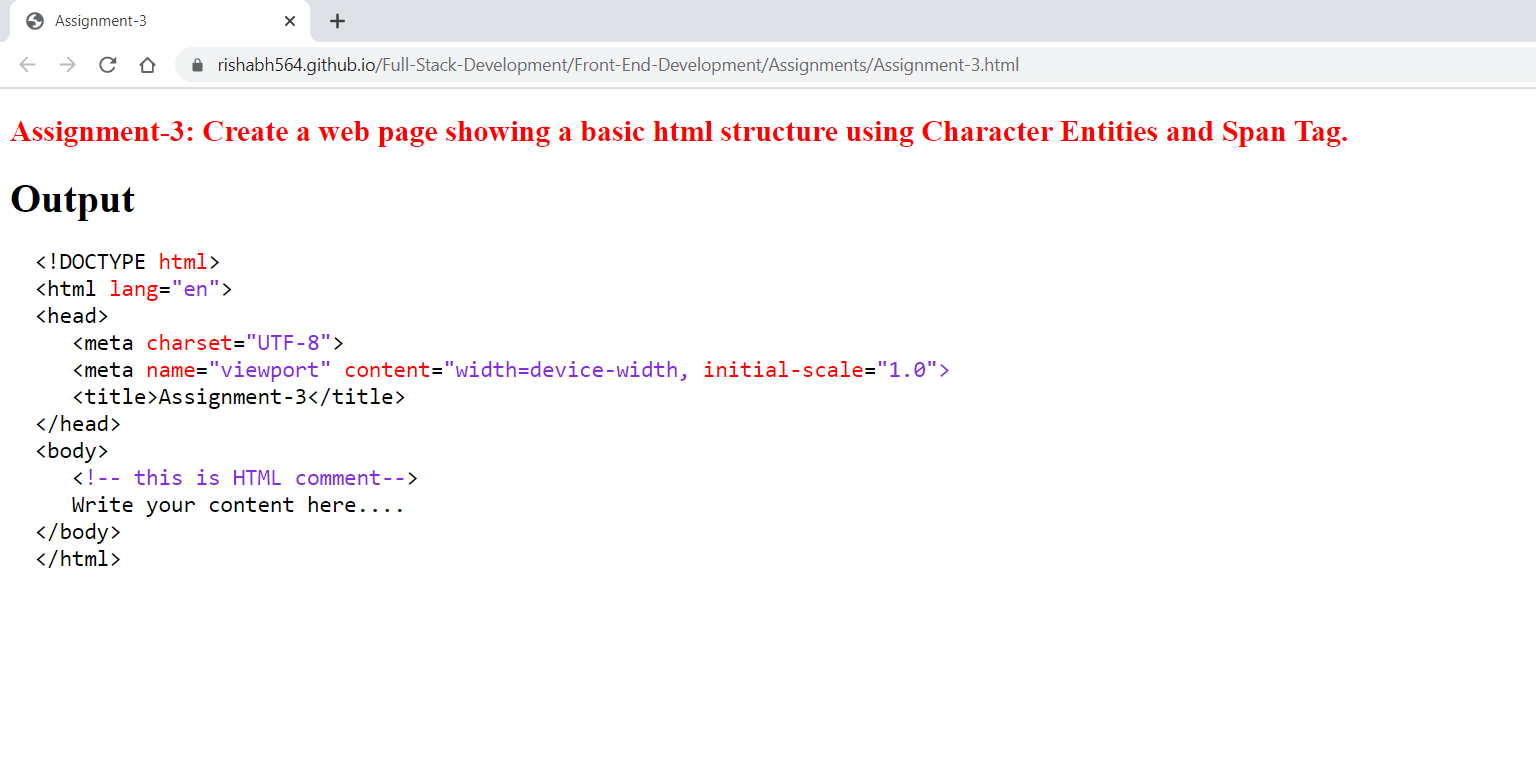 Assignment-3
rishabh564.github.io/Full-Stack-Development/Front-End-Development/Assignments/Assignment-3.html
Assignment-3: Create a web page showing a basic html structure using Character Entities and Span Tag.
Output
<!DOCTYPE html>
<html lang="en">
<head>
<meta charset="UTF-8">
<meta name="viewport" content="width=device-width, initial-scale="1.0">
<title>Assignment-3</title>
</head>
<body>
<!-- this is HTML comment-->
Write your content here....
</body>
</html>